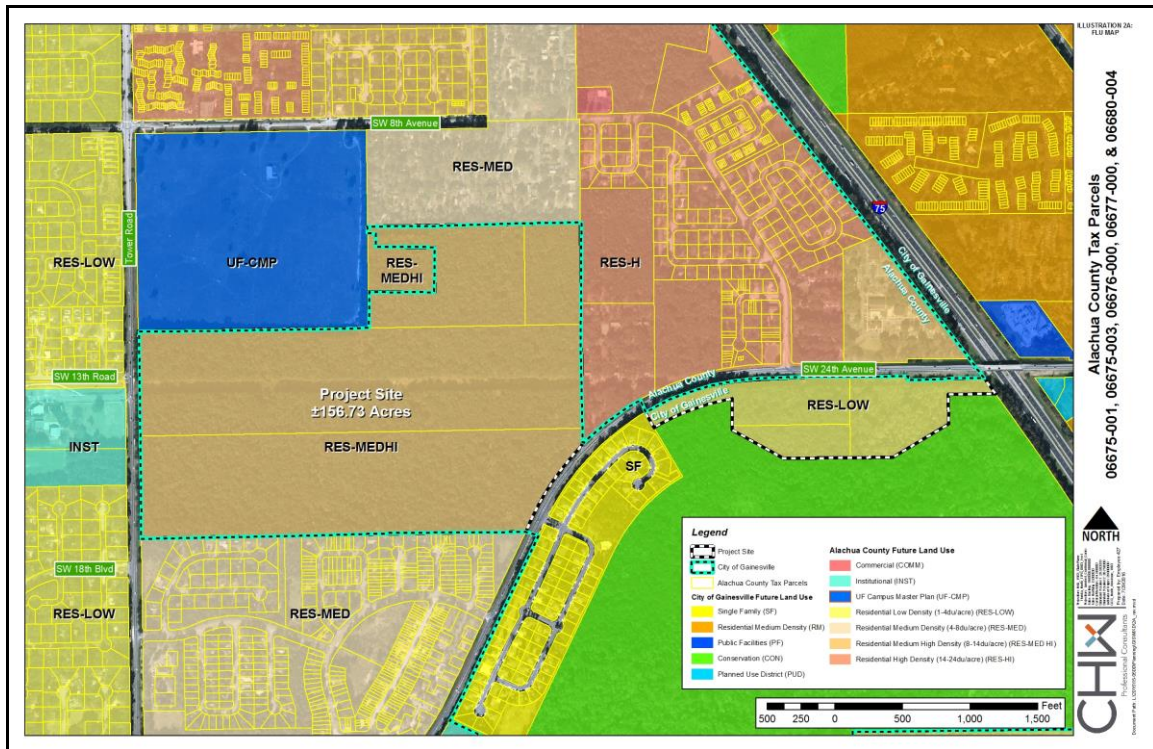 ILLUSTRATION 2A:
FLU MAP
Alachua County Tax Parcels
06675-001, 06675-003, 06676-000, 06677-000, & 06680-004
SW 8th Avenue
RES-MED
Tower Road
75
RES-LOW
UF-CMP
RES-
MEDHI
RES-H
City of Gainesville
Alachua County
SW 13th Road
SW 24th Avenue
Alachua County
City of Gainesville
Project Site
±156.73 Acres
RES-LOW
INST
RES-MEDHI
SF
SW 18th Blvd
RES-LOW
RES-MED
Legend
Project Site
City of Gainesville
Alachua County Tax Parcels
City of Gainesville Future Land Use
Single Family (SF)
Residential Medium Density (RM)
Public Facilities (PF)
Conservation (CON)
Planned Use District (PUD)
Alachua County Future Land Use
Commercial (COMM)
Institutional (INST)
UF Campus Master Plan (UF-CMP)
Residential Low Density (1-4du/acre) (RES-LOW)
Residential Medium Density (4-8du/acre) (RES-MED)
Residential Medium High Density (8-14du/acre) (RES-MED HI)
Residential High Density (14-24du/acre) (RES-HI)
Feet
500 250 0 500 1,000 1,500
NORTH
CHW
Professional Consultants